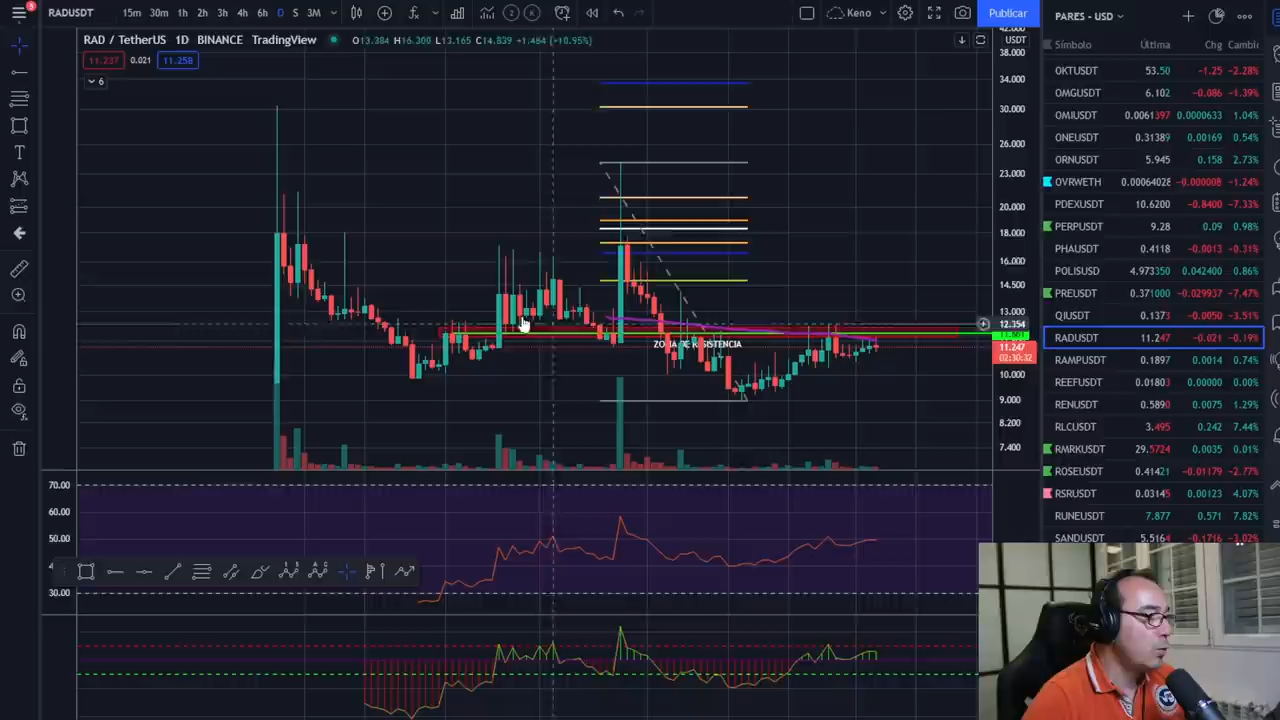 3
RADUSDT 15m 30m 1h 2h 3h 4h 6h D S 3M 2 K Keno Publicar PARES - USD
RAD / TetherUS 1D BINANCE TradingView O13.384 H16.300 L13.165 C14.839 +1.464 (+10.95%) USDT
11.237 0.021 11.258
6
42.000
38.000
34.000
30.000
26.000
23.000
20.000
18.000
16.000
14.500
13.000
12.354
11.247
02:30:32
10.000
9.000
8.200
7.400
70.00
60.00
50.00
30.00
Símbolo Última Chg Cambio
OKTUSDT 53.50 -1.25 -2.28%
OMGUSDT 6.102 -0.086 -1.39%
OMIUSDT 0.0061397 0.0000633 1.04%
ONEUSDT 0.31389 0.00169 0.54%
ORNUSDT 5.945 0.158 2.73%
OVRWETH 0.00064028 -0.000008 -1.24%
PDEXUSDT 10.6200 -0.8400 -7.33%
PERPUSDT 9.28 0.09 0.98%
PHAUSDT 0.4118 -0.0013 -0.31%
POLISUSD 4.973350 0.042400 0.86%
PREUSDT 0.371000 -0.029937 -7.47%
QIUSDT 0.1373 -0.0050 -3.51%
RADUSDT 11.247 -0.021 -0.19%
RAMPUSDT 0.1897 0.0014 0.74%
REEFUSDT 0.01803 0.00000 0.00%
RENUSDT 0.5890 0.0075 1.29%
RLCUSDT 3.495 0.242 7.44%
RMRKUSDT 29.5724 0.0035 0.01%
ROSEUSDT 0.41421 -0.01179 -2.77%
RSRUSDT 0.03145 0.00123 4.07%
RUNEUSDT 7.877 0.571 7.82%
SANDUSDT 5.5164 -0.1716 -3.02%